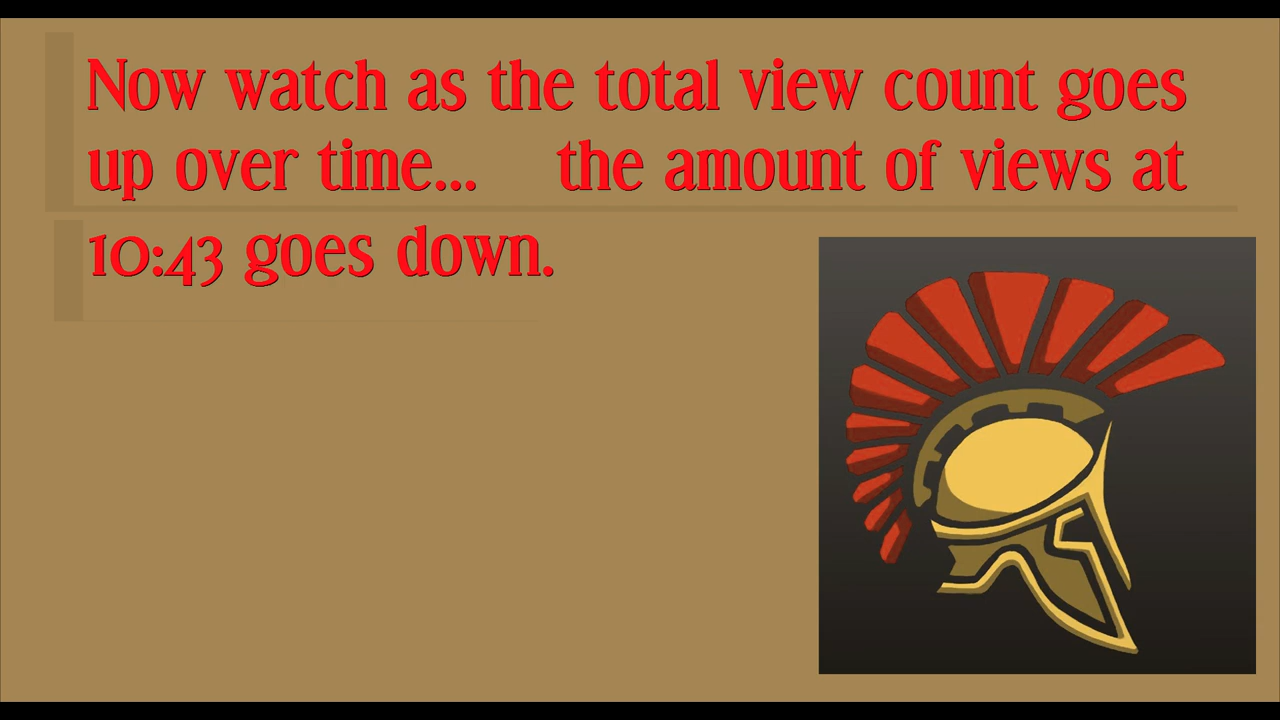 Now watch as the total view count goes
up over time... the amount of views at
10:43 goes down.